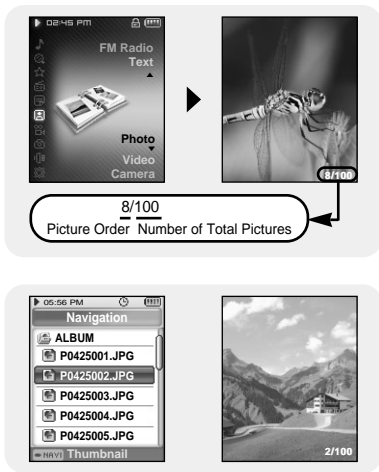 02:45 PM
FM Radio
Text
Photo
Video
Camera
8/100
8/100
Picture Order Number of Total Pictures
05:56 PM
Navigation
ALBUM
P0425001.JPG
P0425002.JPG
P0425003.JPG
P0425004.JPG
P0425005.JPG
NAVI Thumbnail
2/100